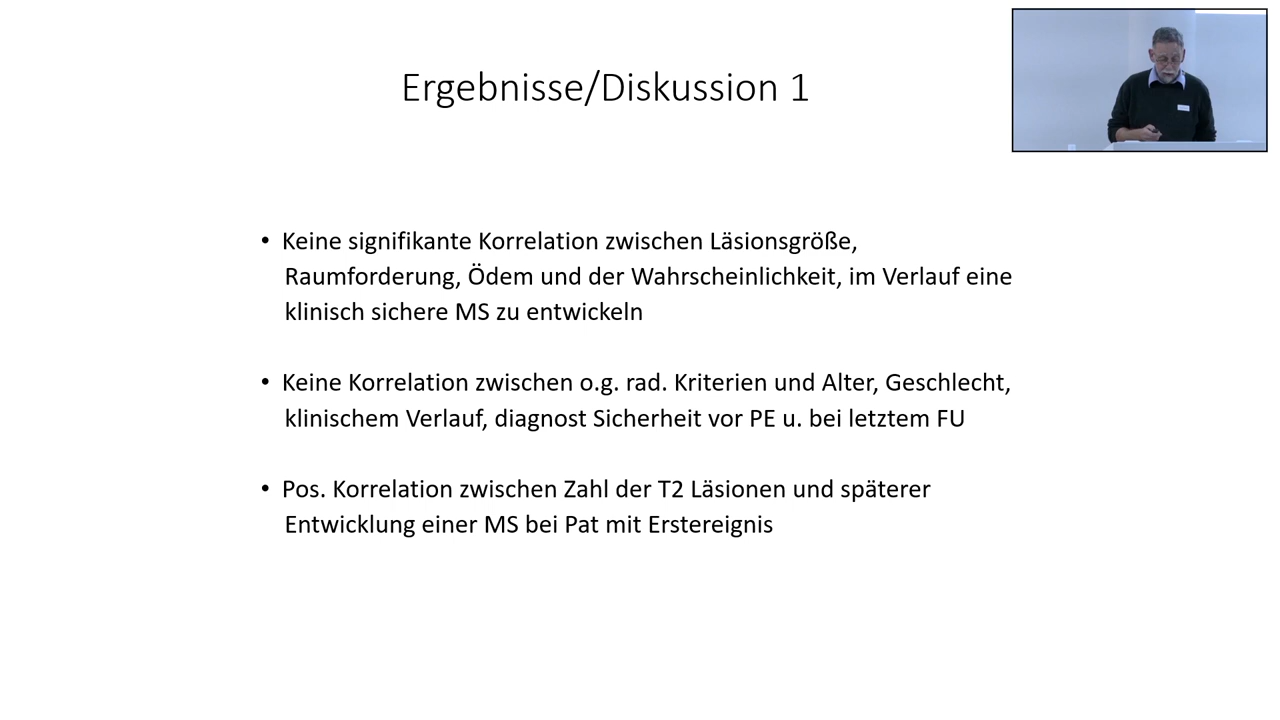 Ergebnisse/Diskussion 1
• Keine signifikante Korrelation zwischen Läsionsgröße,
Raumforderung, Ödem und der Wahrscheinlichkeit, im Verlauf eine
klinisch sichere MS zu entwickeln
• Keine Korrelation zwischen o.g. rad. Kriterien und Alter, Geschlecht,
klinischem Verlauf, diagnost Sicherheit vor PE u. bei letztem FU
• Pos. Korrelation zwischen Zahl der T2 Läsionen und späterer
Entwicklung einer MS bei Pat mit Erstereignis